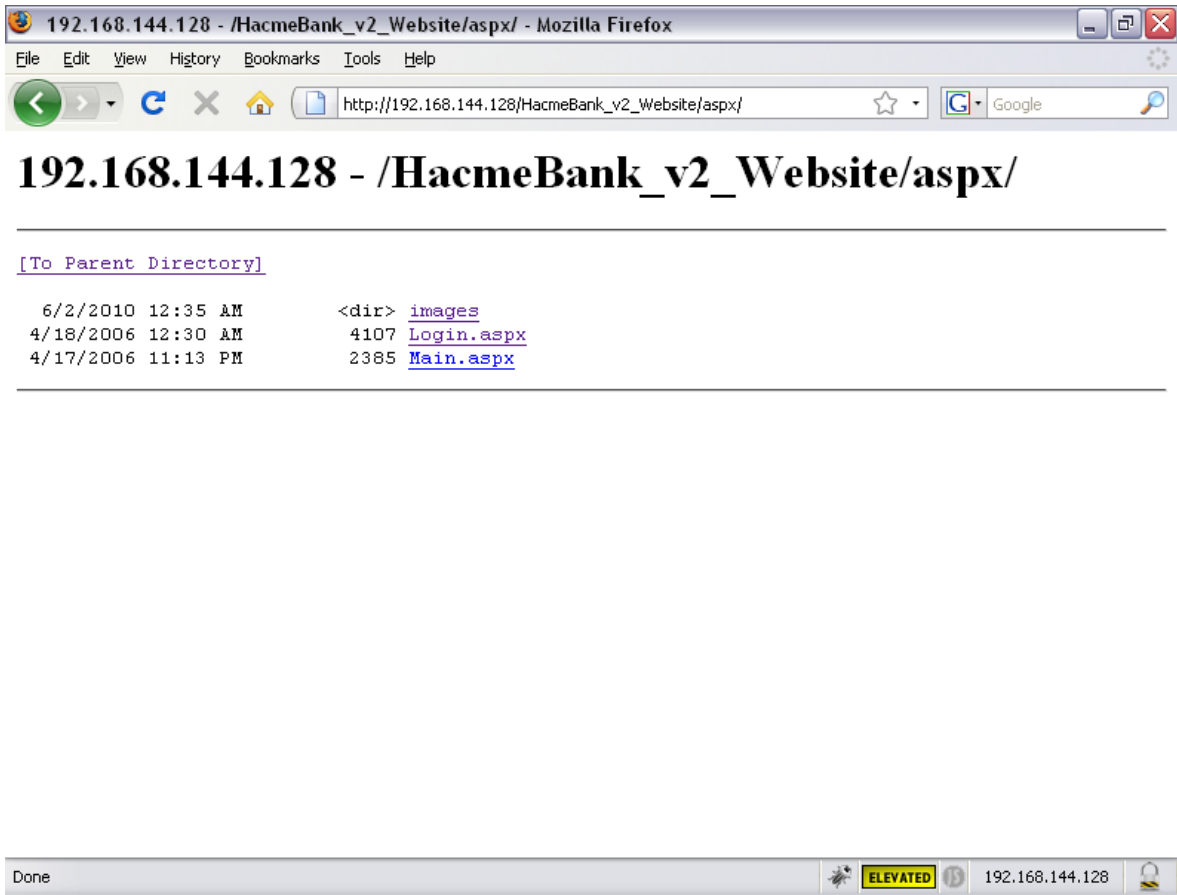 192.168.144.128 - /HacmeBank_v2_Website/aspx/ - Mozilla Firefox
File Edit View History Bookmarks Tools Help
http://192.168.144.128/HacmeBank_v2_Website/aspx/ G Google
192.168.144.128 - /HacmeBank_v2_Website/aspx/
[To Parent Directory]
6/2/2010 12:35 AM <dir> images
4/18/2006 12:30 AM 4107 Login.aspx
4/17/2006 11:13 PM 2385 Main.aspx
Done ELEVATED 192.168.144.128